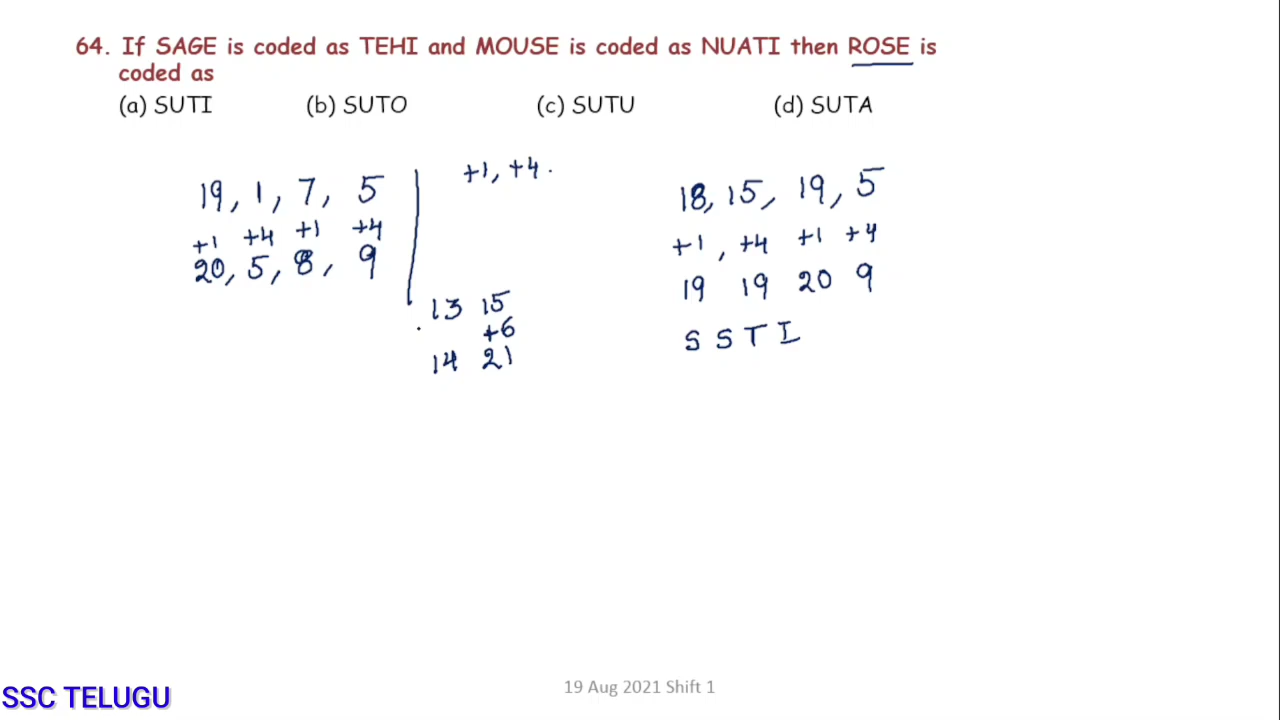 64. If SAGE is coded as TEHI and MOUSE is coded as NUATI then ROSE is
coded as
(a) SUTI (b) SUTO (c) SUTU (d) SUTA
19, 1, 7, 5
+1 +4 +1 +4
20, 5, 8, 9
+1, +4.
13 15
+6
14 21
18, 15, 19, 5
+1, +4 +1 +4
19 19 20 9
S S T I
19 Aug 2021 Shift 1
SSC TELUGU